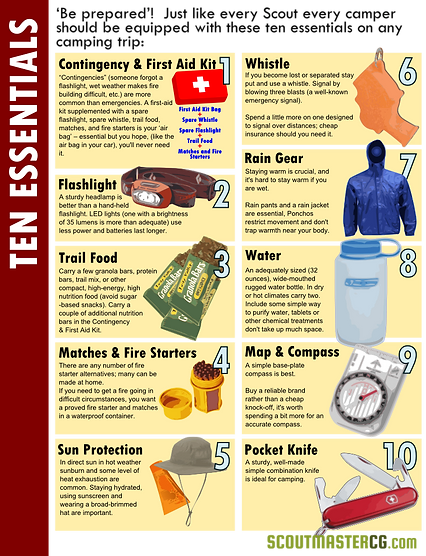 TEN ESSENTIALS
'Be prepared'!  Just like every Scout every camper
should be equipped with these ten essentials on any
camping trip:
Contingency & First Aid Kit
1
"Contingencies" (someone forgot a
flashlight, wet weather makes fire
building difficult, etc.) are more
common than emergencies. A first-aid
kit supplemented with a spare
flashlight, spare whistle, trail food,
matches, and fire starters is your 'air
bag' – essential but you hope, (like the
air bag in your car), you'll never need
it.
First Aid Kit Bag
+
Spare Whistle
+
Spare Flashlight
+
Trail Food
+
Matches and Fire
Starters
Flashlight
2
A sturdy headlamp is
better than a hand-held
flashlight. LED lights (one with a brightness
of 35 lumens is more than adequate) use
less power and batteries last longer.
Trail Food
3
Carry a few granola bars, protein
bars, trail mix, or other
compact, high-energy, high
nutrition food (avoid sugar
-based snacks). Carry a
couple of additional nutrition
bars in the Contingency
& First Aid Kit.
Granola Bars
Granola Bars
Matches & Fire Starters
4
There are any number of fire
starter alternatives; many can be
made at home.
If you need to get a fire going in
difficult circumstances, you want
a proved fire starter and matches
in a waterproof container.
Sun Protection
5
In direct sun in hot weather
sunburn and some level of
heat exhaustion are
common. Staying hydrated,
using sunscreen and
wearing a broad-brimmed
hat are important.
Whistle
6
If you become lost or separated stay
put and use a whistle. Signal by
blowing three blasts (a well-known
emergency signal).
Spend a little more on one designed
to signal over distances; cheap
insurance should you need it.
Rain Gear
7
Staying warm is crucial, and
it's hard to stay warm if you
are wet.
Rain pants and a rain jacket
are essential, Ponchos
restrict movement and don't
trap warmth near your body.
Water
8
An adequately sized (32
ounces), wide-mouthed
rugged water bottle. In dry
or hot climates carry two.
Include some simple way
to purify water, tablets or
other chemical treatments
don't take up much space.
Map & Compass
9
A simple base-plate
compass is best.
Buy a reliable brand
rather than a cheap
knock-off, it's worth
spending a bit more for an
accurate compass.
Pocket Knife
10
A sturdy, well-made
simple combination knife
is ideal for camping.
SCOUTMASTERCG.com